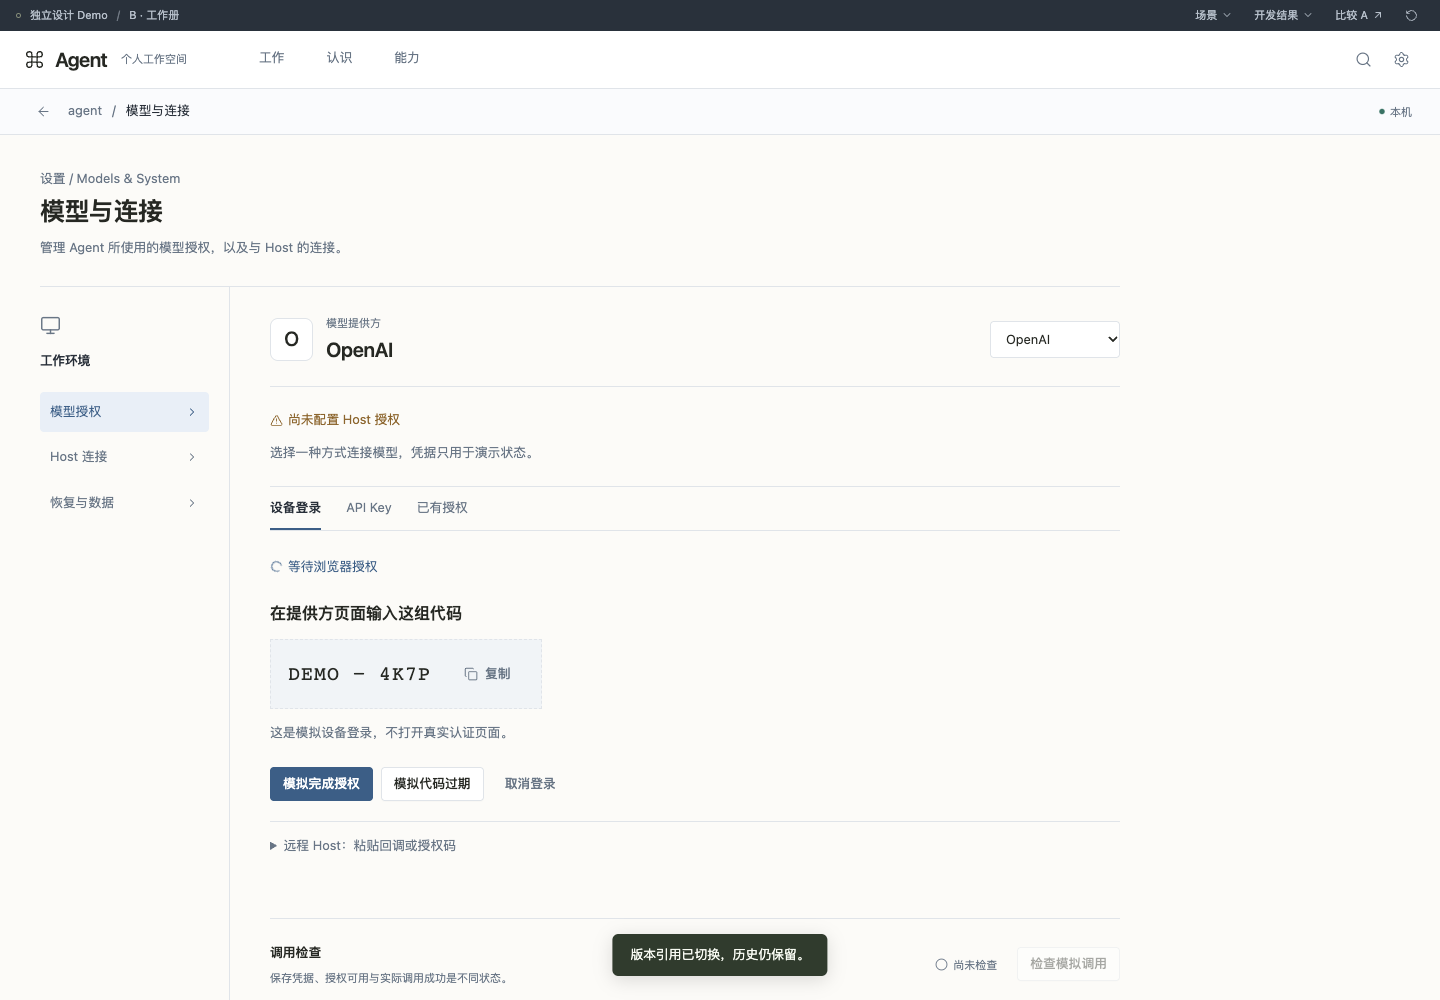 独立设计 Demo / B · 工作册
场景
开发结果
比较 A
Agent 个人工作空间
工作
认识
能力
agent / 模型与连接
本机
设置 / Models & System
模型与连接
管理 Agent 所使用的模型授权，以及与 Host 的连接。
工作环境
模型授权
Host 连接
恢复与数据
O
模型提供方
OpenAI
OpenAI
尚未配置 Host 授权
选择一种方式连接模型，凭据只用于演示状态。
设备登录
API Key
已有授权
等待浏览器授权
在提供方页面输入这组代码
DEMO – 4K7P
复制
这是模拟设备登录，不打开真实认证页面。
模拟完成授权
模拟代码过期
取消登录
远程 Host：粘贴回调或授权码
调用检查
保存凭据、授权可用与实际调用成功是不同状态。
版本引用已切换，历史仍保留。
尚未检查
检查模拟调用